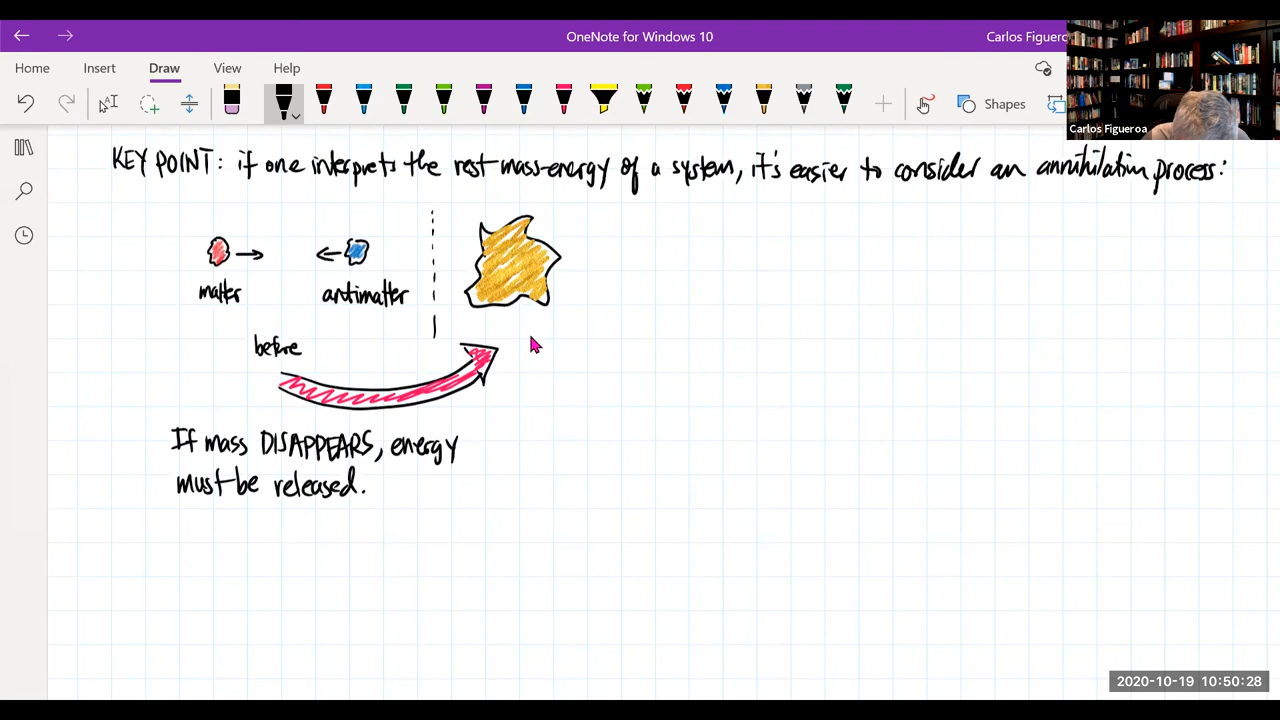 OneNote for Windows 10
Carlos Figuero
Home Insert Draw View Help
Shapes
Carlos Figueroa
KEY POINT: if one interprets the rest mass-energy of a system, it's easier to consider an annihilation process:
matter
antimatter
before
If mass DISAPPEARS, energy
must be released.
2020-10-19 10:50:28